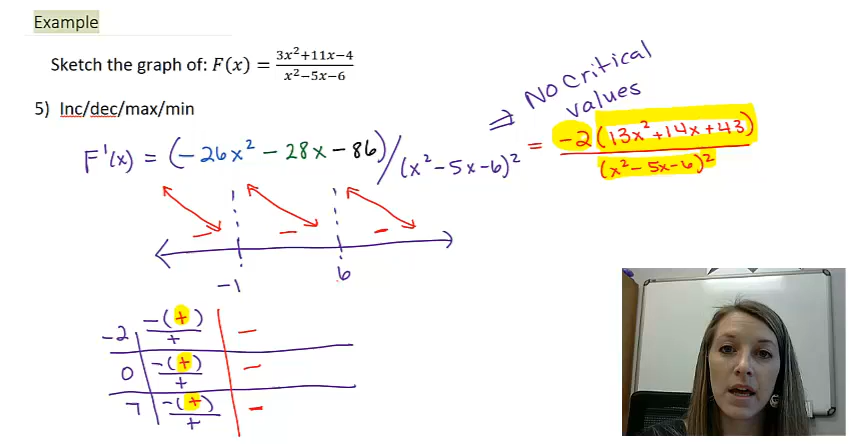 Example
Sketch the graph of: F(x) = (3x²+11x−4)/(x²−5x−6)
5) Inc/dec/max/min
⇒ No Critical
values
F'(x) = (−26x² − 28x − 86)/(x² − 5x − 6)² = −2(13x² + 14x + 43)/(x² − 5x − 6)²
− − −
−1 6
−2 −(+)/+ −
0 −(+)/+ −
7 −(+)/+ −